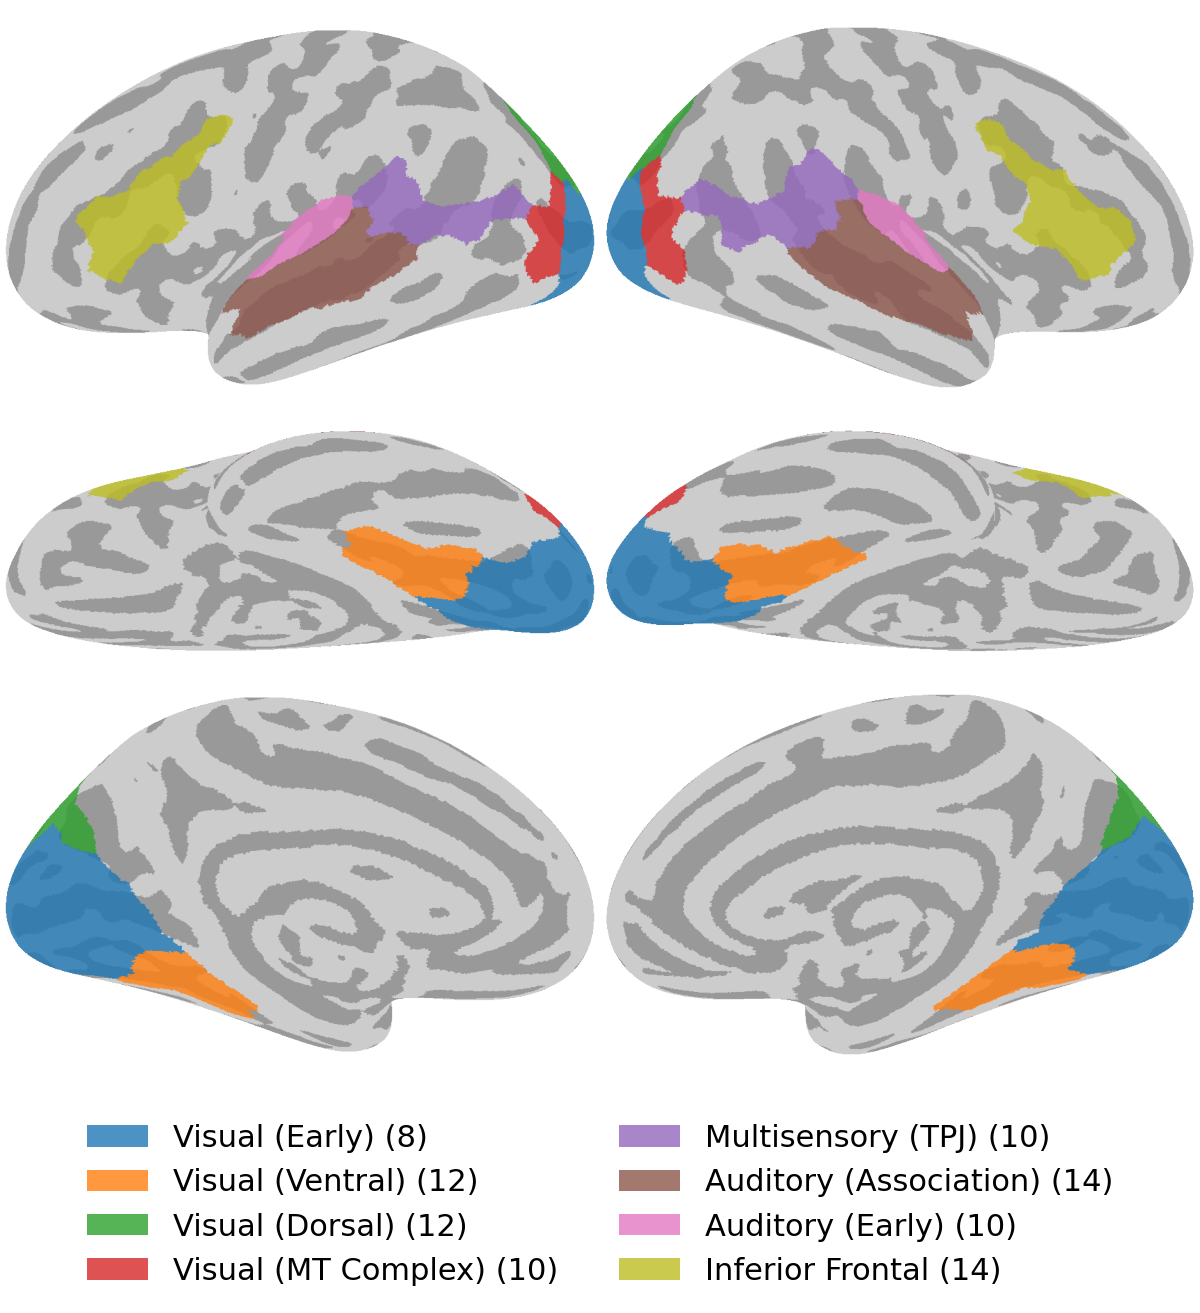 Visual (Early) (8)
Visual (Ventral) (12)
Visual (Dorsal) (12)
Visual (MT Complex) (10)
Multisensory (TPJ) (10)
Auditory (Association) (14)
Auditory (Early) (10)
Inferior Frontal (14)